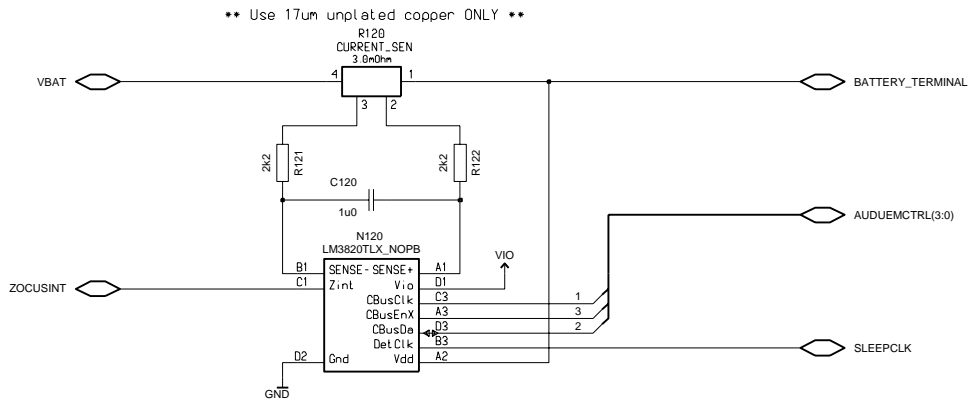 ** Use 17um unplated copper ONLY **
R120
CURRENT_SEN
3.0mOhm
VBAT
4
1
BATTERY_TERMINAL
3
2
2k2
R121
2k2
R122
C120
1u0
AUDUEMCTRL(3:0)
N120
LM3820TLX_NOPB
VIO
B1
SENSE-
SENSE+
A1
ZOCUSINT
C1
Zint
Vio
D1
CBusClk
C3
1
CBusEnX
A3
3
CBusDa
D3
2
DetClk
B3
SLEEPCLK
D2
Gnd
Vdd
A2
GND